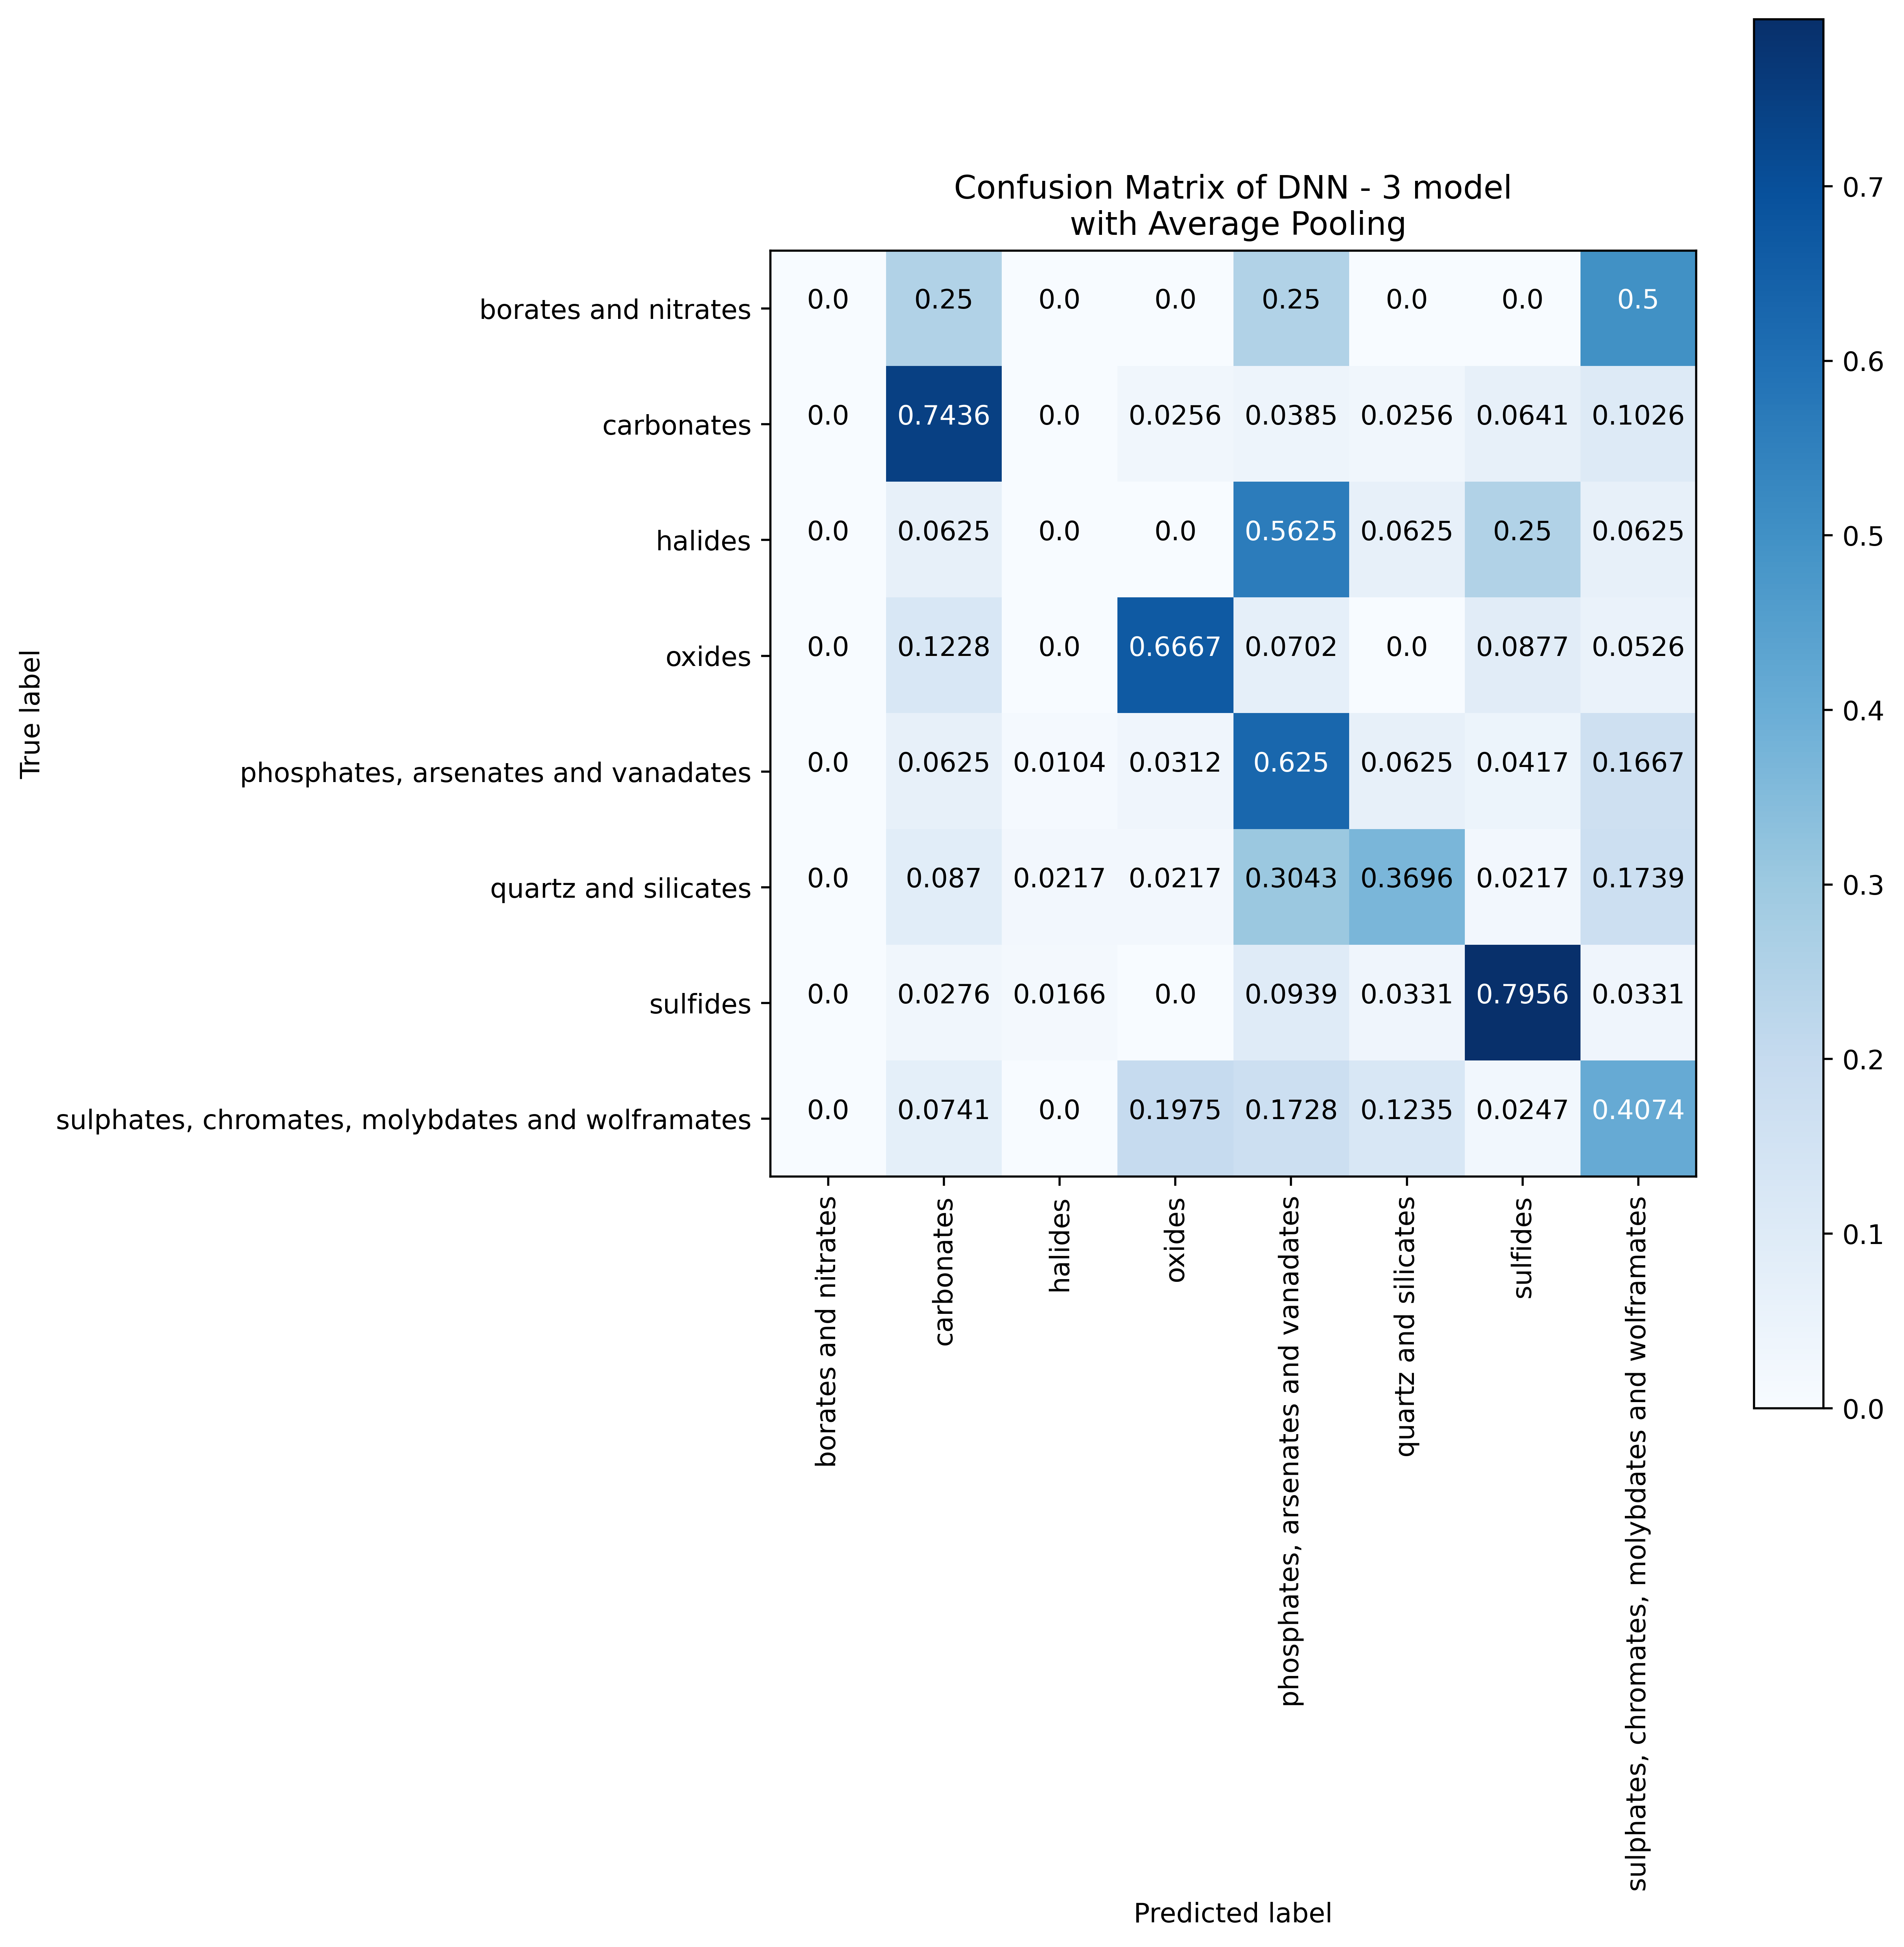 Confusion Matrix of DNN - 3 model
with Average Pooling
True label
borates and nitrates 0.0 0.25 0.0 0.0 0.25 0.0 0.0 0.5
carbonates 0.0 0.7436 0.0 0.0256 0.0385 0.0256 0.0641 0.1026
halides 0.0 0.0625 0.0 0.0 0.5625 0.0625 0.25 0.0625
oxides 0.0 0.1228 0.0 0.6667 0.0702 0.0 0.0877 0.0526
phosphates, arsenates and vanadates 0.0 0.0625 0.0104 0.0312 0.625 0.0625 0.0417 0.1667
quartz and silicates 0.0 0.087 0.0217 0.0217 0.3043 0.3696 0.0217 0.1739
sulfides 0.0 0.0276 0.0166 0.0 0.0939 0.0331 0.7956 0.0331
sulphates, chromates, molybdates and wolframates 0.0 0.0741 0.0 0.1975 0.1728 0.1235 0.0247 0.4074
borates and nitrates
carbonates
halides
oxides
phosphates, arsenates and vanadates
quartz and silicates
sulfides
sulphates, chromates, molybdates and wolframates
Predicted label
0.7
0.6
0.5
0.4
0.3
0.2
0.1
0.0